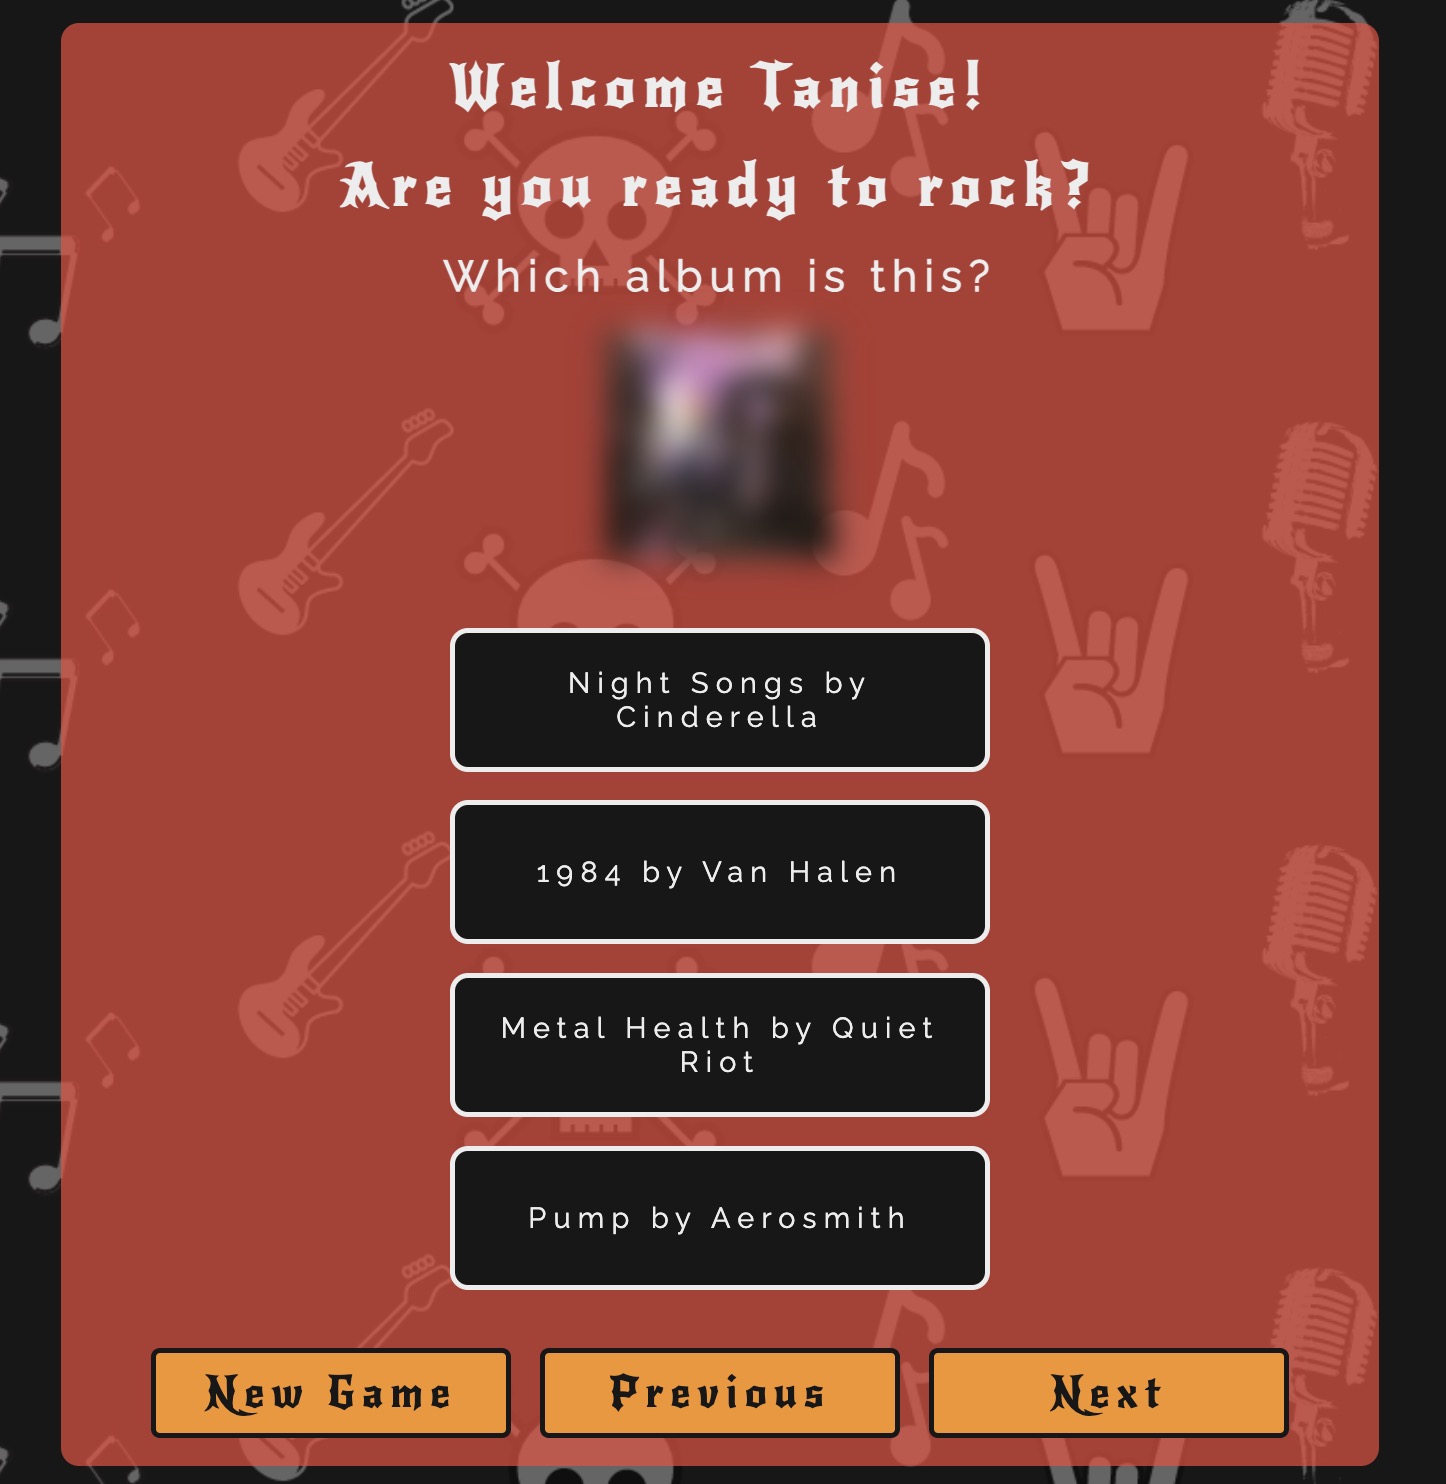 Welcome Tanise!
Are you ready to rock?
Which album is this?
Night Songs by
Cinderella
1984 by Van Halen
Metal Health by Quiet
Riot
Pump by Aerosmith
New Game
Previous
Next